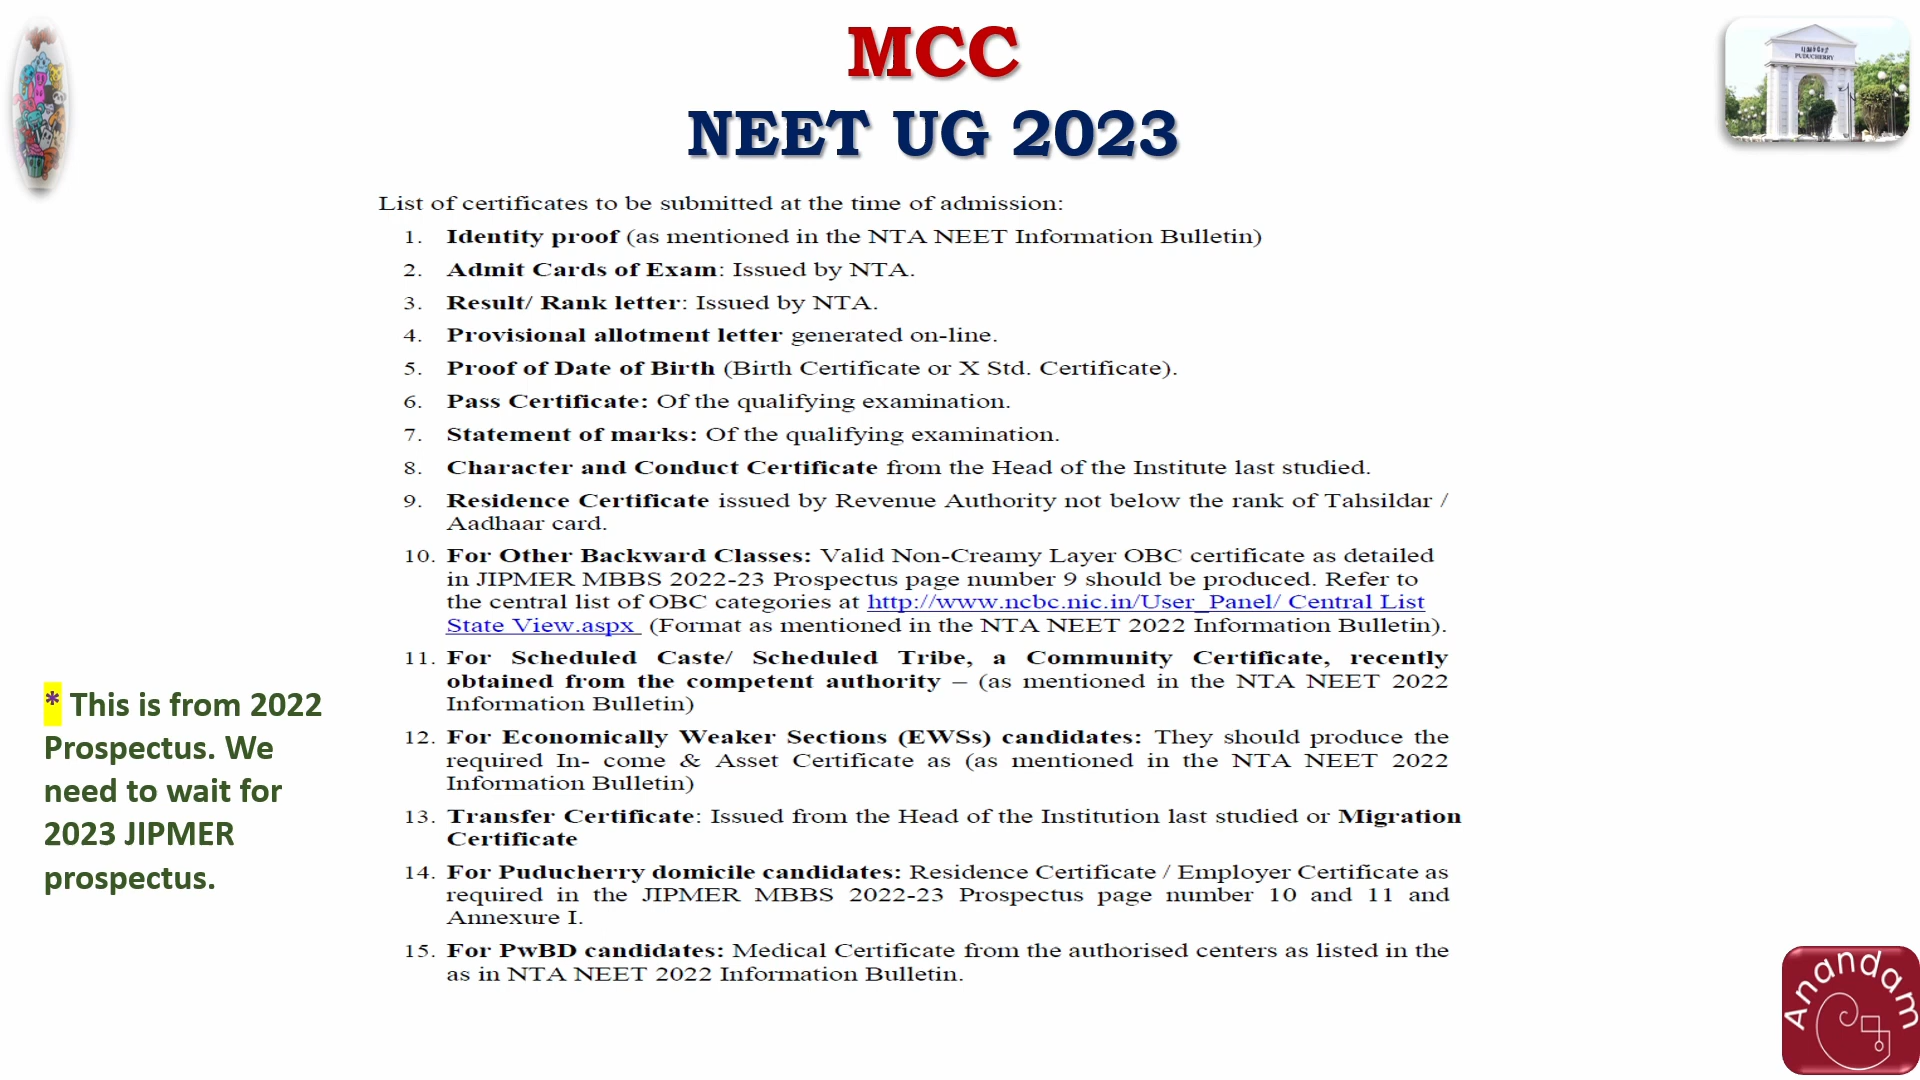 MCC
NEET UG 2023
புதுச்சேரி
PUDUCHERRY
List of certificates to be submitted at the time of admission:
1. Identity proof (as mentioned in the NTA NEET Information Bulletin)
2. Admit Cards of Exam: Issued by NTA.
3. Result/ Rank letter: Issued by NTA.
4. Provisional allotment letter generated on-line.
5. Proof of Date of Birth (Birth Certificate or X Std. Certificate).
6. Pass Certificate: Of the qualifying examination.
7. Statement of marks: Of the qualifying examination.
8. Character and Conduct Certificate from the Head of the Institute last studied.
9. Residence Certificate issued by Revenue Authority not below the rank of Tahsildar /
Aadhaar card.
10. For Other Backward Classes: Valid Non-Creamy Layer OBC certificate as detailed
in JIPMER MBBS 2022-23 Prospectus page number 9 should be produced. Refer to
the central list of OBC categories at http://www.ncbc.nic.in/User_Panel/ Central List
State View.aspx (Format as mentioned in the NTA NEET 2022 Information Bulletin).
11. For Scheduled Caste/ Scheduled Tribe, a Community Certificate, recently
obtained from the competent authority – (as mentioned in the NTA NEET 2022
Information Bulletin)
12. For Economically Weaker Sections (EWSs) candidates: They should produce the
required In- come & Asset Certificate as (as mentioned in the NTA NEET 2022
Information Bulletin)
13. Transfer Certificate: Issued from the Head of the Institution last studied or Migration
Certificate
14. For Puducherry domicile candidates: Residence Certificate / Employer Certificate as
required in the JIPMER MBBS 2022-23 Prospectus page number 10 and 11 and
Annexure I.
15. For PwBD candidates: Medical Certificate from the authorised centers as listed in the
as in NTA NEET 2022 Information Bulletin.
* This is from 2022
Prospectus. We
need to wait for
2023 JIPMER
prospectus.
Anandam